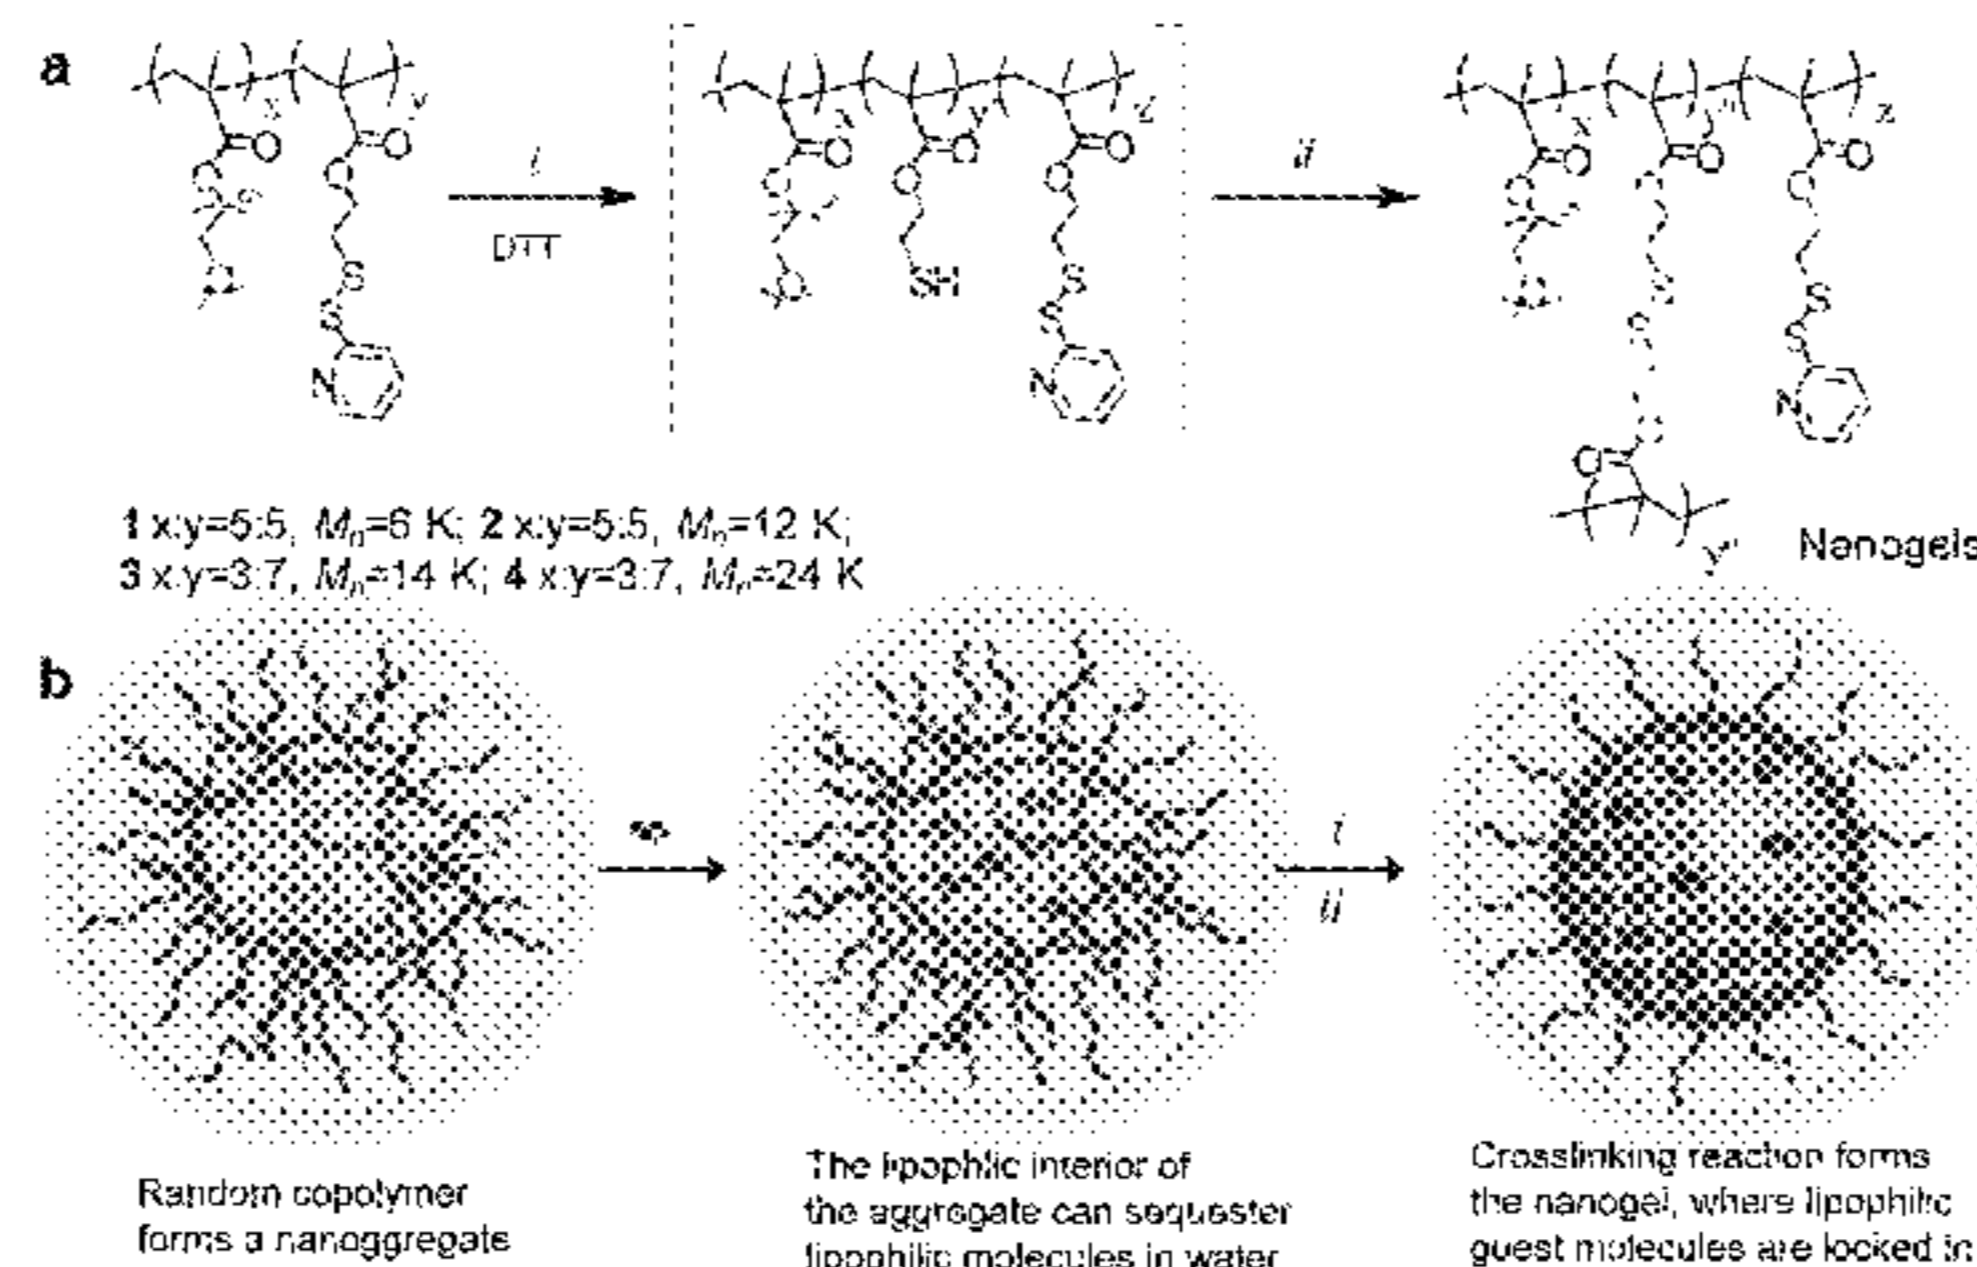 a
i
DTT
ii
1 x:y=5:5, Mn=6 K; 2 x:y=5:5, Mn=12 K;
3 x:y=3:7, Mn=14 K; 4 x:y=3:7, Mn=24 K
Nanogels
b
i
ii
Random copolymer
forms a nanoggregate
The lipophilic interior of
the aggregate can sequester
lipophilic molecules in water
Crosslinking reaction forms
the nanogel, where lipophilic
guest molecules are locked in